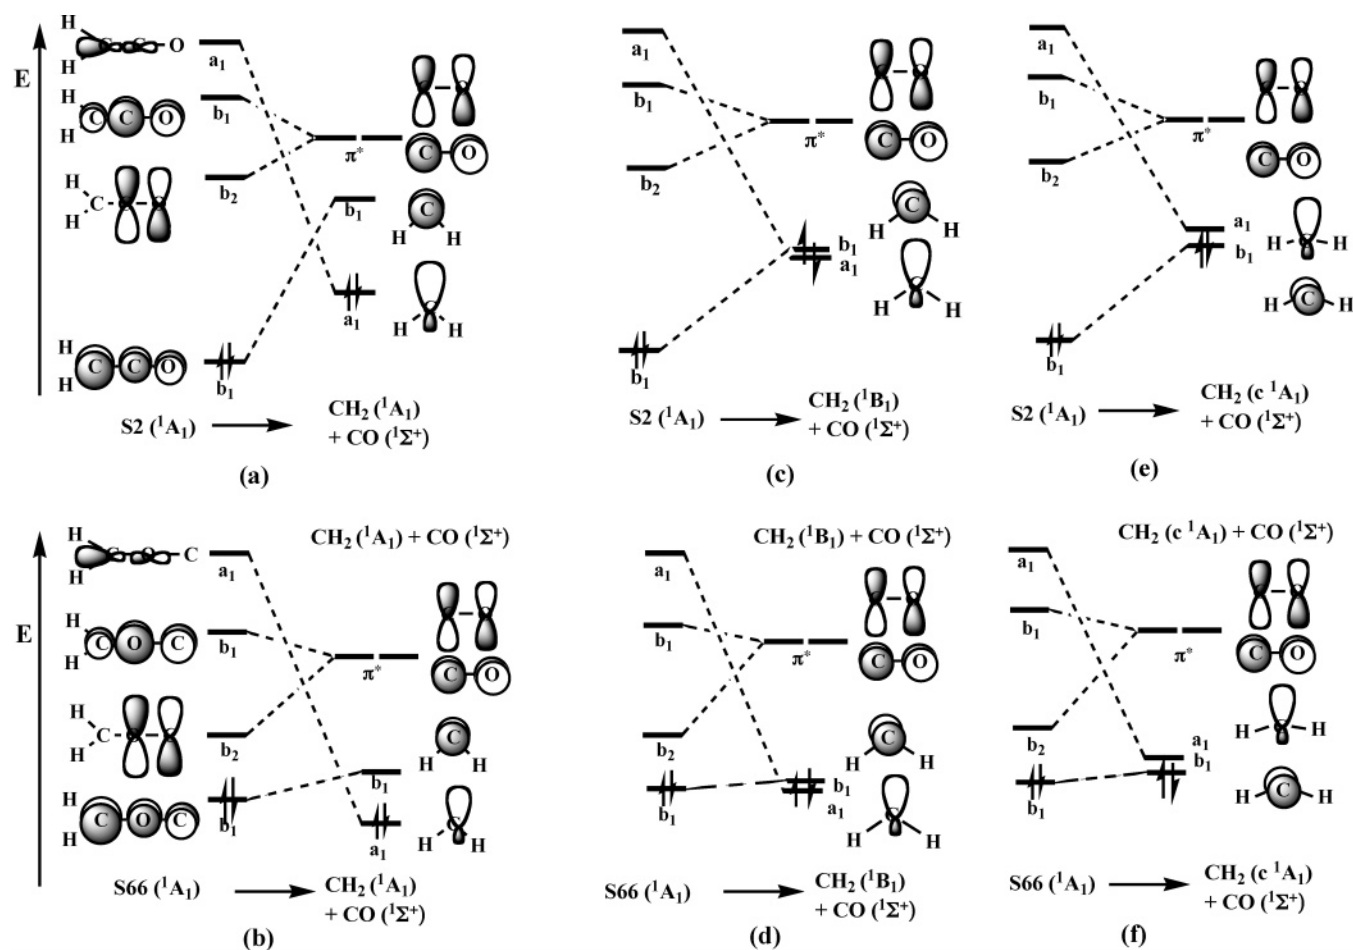 E
H
H
C
C
O
a₁
H
H
C
C
O
b₁
H
H
C
b₂
H
H
C
C
O
b₁
π*
C
O
b₁
C
H
H
a₁
H
H
S2 (¹A₁)
CH₂ (¹A₁)
+ CO (¹Σ⁺)
(a)
a₁
b₁
b₂
b₁
π*
C
O
b₁
a₁
C
H
H
H
H
S2 (¹A₁)
CH₂ (¹B₁)
+ CO (¹Σ⁺)
(c)
a₁
b₁
b₂
b₁
π*
C
O
a₁
b₁
H
H
H
C
H
S2 (¹A₁)
CH₂ (c ¹A₁)
+ CO (¹Σ⁺)
(e)
E
CH₂ (¹A₁) + CO (¹Σ⁺)
H
H
C
O
C
a₁
H
H
C
O
C
b₁
H
H
C
b₂
H
H
C
O
C
b₁
π*
C
O
b₁
C
H
H
a₁
C
H
H
S66 (¹A₁)
CH₂ (¹A₁)
+ CO (¹Σ⁺)
(b)
CH₂ (¹B₁) + CO (¹Σ⁺)
a₁
b₁
b₂
b₁
π*
C
O
b₁
a₁
C
H
H
H
H
S66 (¹A₁)
CH₂ (¹B₁)
+ CO (¹Σ⁺)
(d)
CH₂ (c ¹A₁) + CO (¹Σ⁺)
a₁
b₁
b₂
b₁
π*
C
O
a₁
b₁
H
H
H
C
H
S66 (¹A₁)
CH₂ (c ¹A₁)
+ CO (¹Σ⁺)
(f)